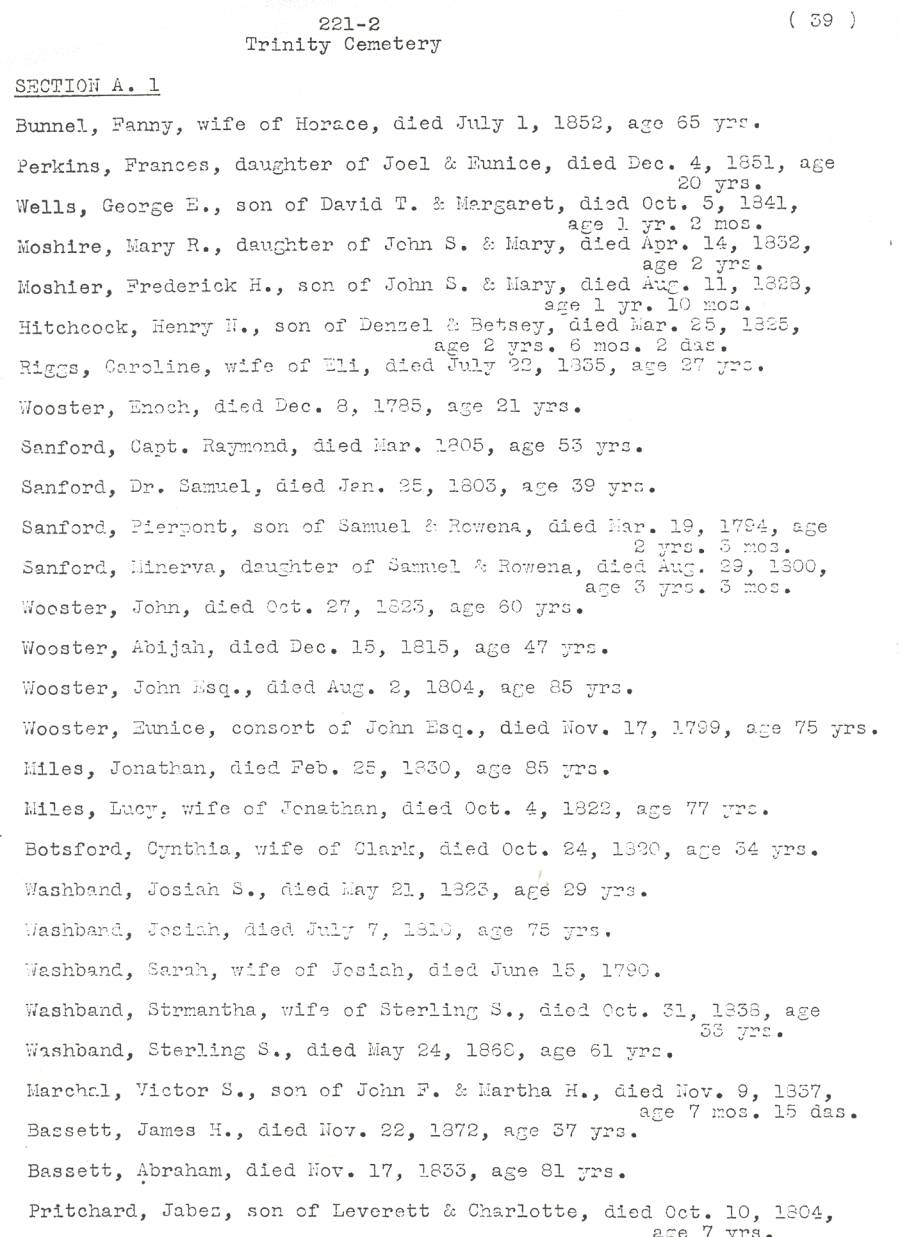 221-2
( 39 )
Trinity Cemetery
SECTION A. 1
Bunnel, Fanny, wife of Horace, died July 1, 1852, age 65 yrs.
Perkins, Frances, daughter of Joel & Eunice, died Dec. 4, 1851, age
20 yrs.
Wells, George E., son of David T. & Margaret, died Oct. 5, 1841,
age 1 yr. 2 mos.
Moshire, Mary R., daughter of John S. & Mary, died Apr. 14, 1832,
age 2 yrs.
Moshier, Frederick H., son of John S. & Mary, died Aug. 11, 1828,
age 1 yr. 10 mos.
Hitchcock, Henry N., son of Denzel & Betsey, died Mar. 25, 1825,
age 2 yrs. 6 mos. 2 das.
Riggs, Caroline, wife of Eli, died July 22, 1835, age 27 yrs.
Wooster, Enoch, died Dec. 8, 1785, age 21 yrs.
Sanford, Capt. Raymond, died Mar. 1805, age 53 yrs.
Sanford, Dr. Samuel, died Jan. 25, 1803, age 39 yrs.
Sanford, Pierpont, son of Samuel & Rowena, died Mar. 19, 1794, age
2 yrs. 3 mos.
Sanford, Minerva, daughter of Samuel & Rowena, died Aug. 29, 1800,
age 3 yrs. 3 mos.
Wooster, John, died Oct. 27, 1823, age 60 yrs.
Wooster, Abijah, died Dec. 15, 1815, age 47 yrs.
Wooster, John Esq., died Aug. 2, 1804, age 85 yrs.
Wooster, Eunice, consort of John Esq., died Nov. 17, 1799, age 75 yrs.
Miles, Jonathan, died Feb. 25, 1830, age 85 yrs.
Miles, Lucy, wife of Jonathan, died Oct. 4, 1822, age 77 yrs.
Botsford, Cynthia, wife of Clark, died Oct. 24, 1820, age 34 yrs.
Washband, Josiah S., died May 21, 1823, age 29 yrs.
Washband, Josiah, died July 7, age 75 yrs.
Washband, Sarah, wife of Josiah, died June 15, 1790.
Washband, Strmantha, wife of Sterling S., died Oct. 31, 1838, age
33 yrs.
Washband, Sterling S., died May 24, 1868, age 61 yrs.
Marchal, Victor S., son of John F. & Martha H., died Nov. 9, 1837,
age 7 mos. 15 das.
Bassett, James H., died Nov. 22, 1872, age 37 yrs.
Bassett, Abraham, died Nov. 17, 1833, age 81 yrs.
Pritchard, Jabez, son of Leverett & Charlotte, died Oct. 10, 1804,
age 7 yrs.